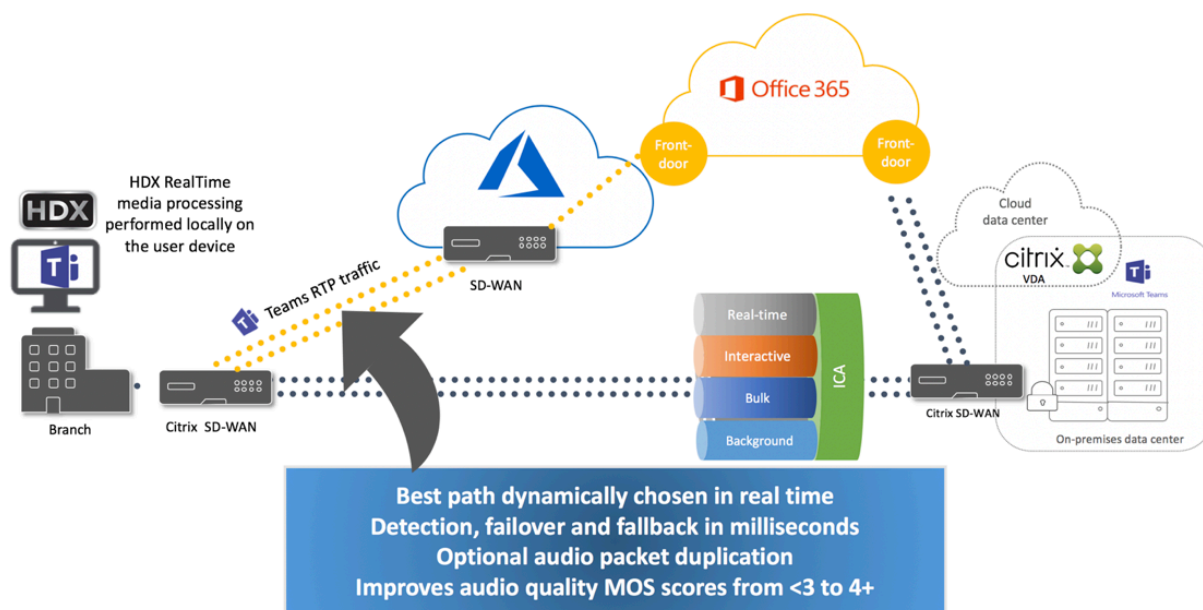 Office 365
Front-
door
Front-
door
HDX
HDX RealTime
media processing
performed locally on
the user device
Cloud
data center
citrix
VDA
Microsoft Teams
SD-WAN
Teams RTP traffic
Real-time
Interactive
Bulk
Background
ICA
Branch
Citrix SD-WAN
Citrix SD-WAN
On-premises data center
Best path dynamically chosen in real time
Detection, failover and fallback in milliseconds
Optional audio packet duplication
Improves audio quality MOS scores from <3 to 4+